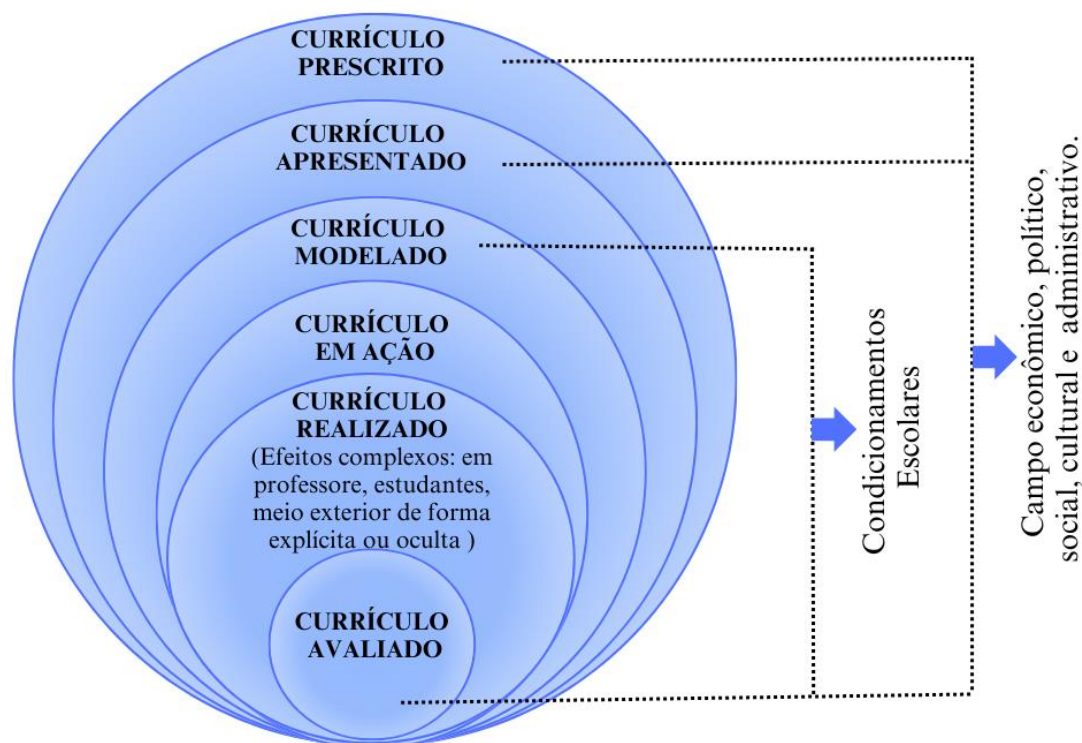 CURRÍCULO
PRESCRITO
CURRÍCULO
APRESENTADO
CURRÍCULO
MODELADO
CURRÍCULO
EM AÇÃO
CURRÍCULO
REALIZADO
(Efeitos complexos: em
professore, estudantes,
meio exterior de forma
explícita ou oculta )
CURRÍCULO
AVALIADO
Condicionamentos
Escolares
Campo econômico, político,
social, cultural e administrativo.